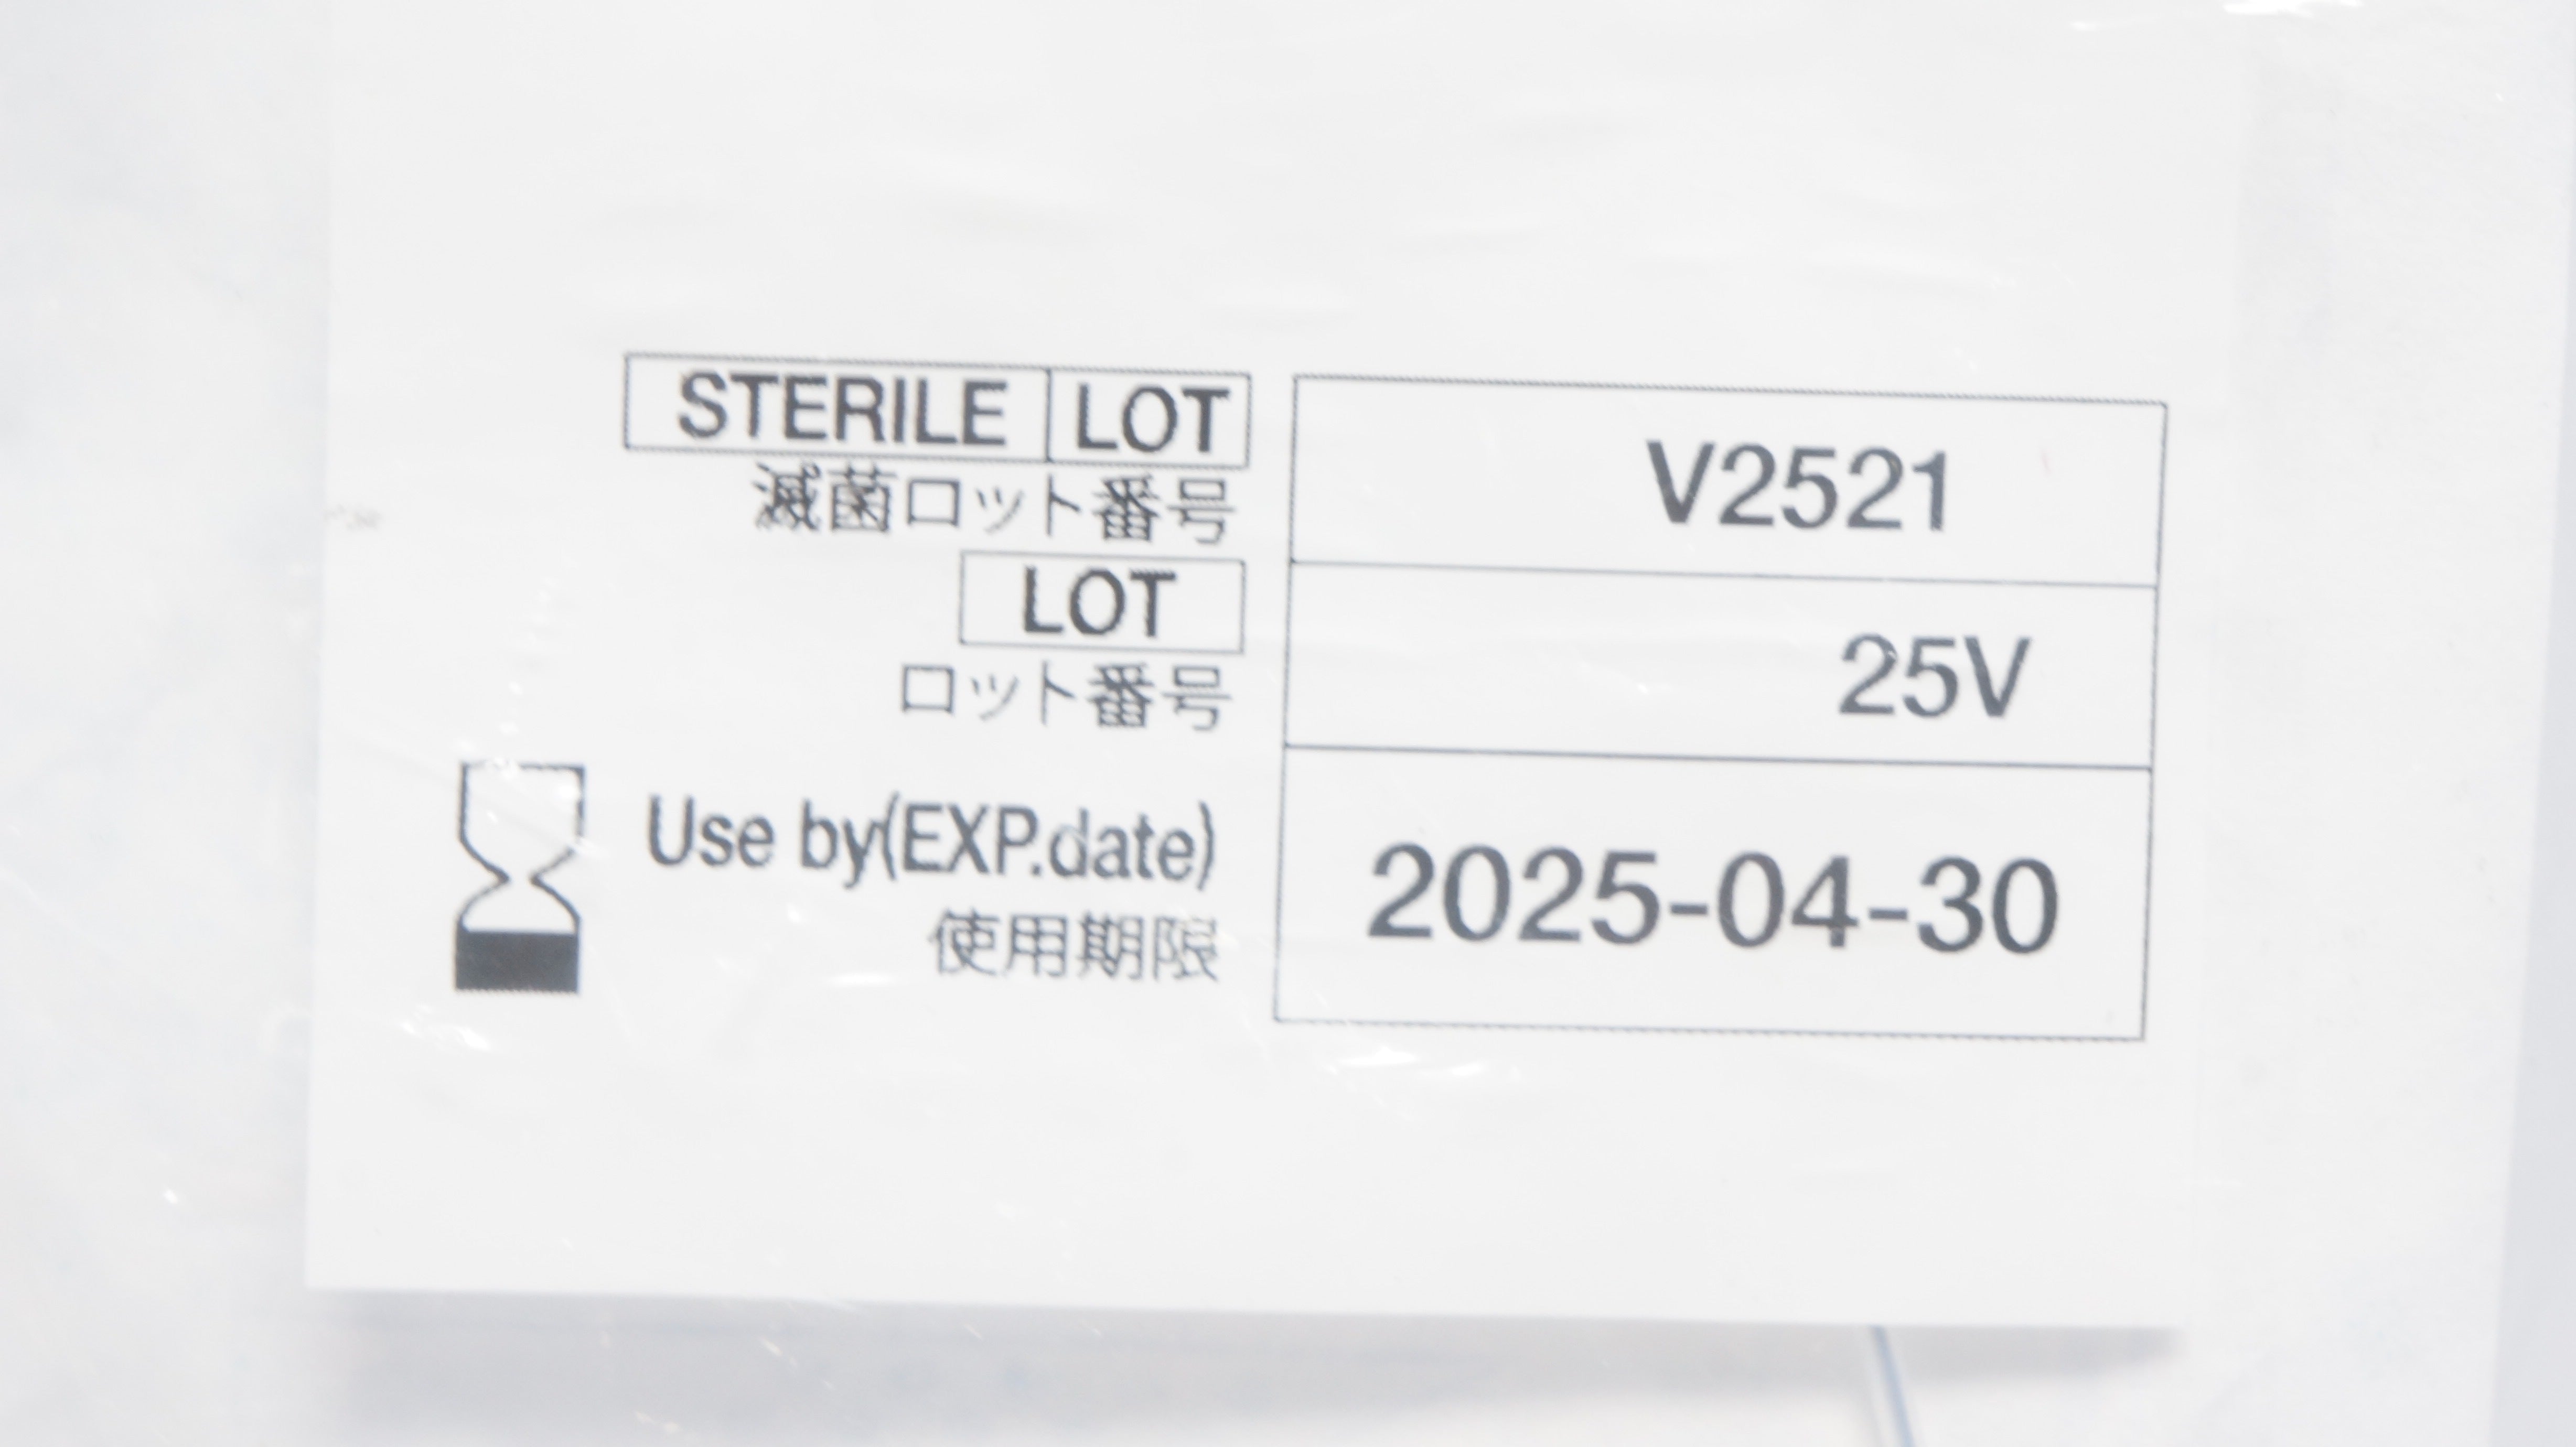 STERILE LOT V2521
滅菌ロット番号
LOT 25V
ロット番号
Use by(EXP.date) 2025-04-30
使用期限